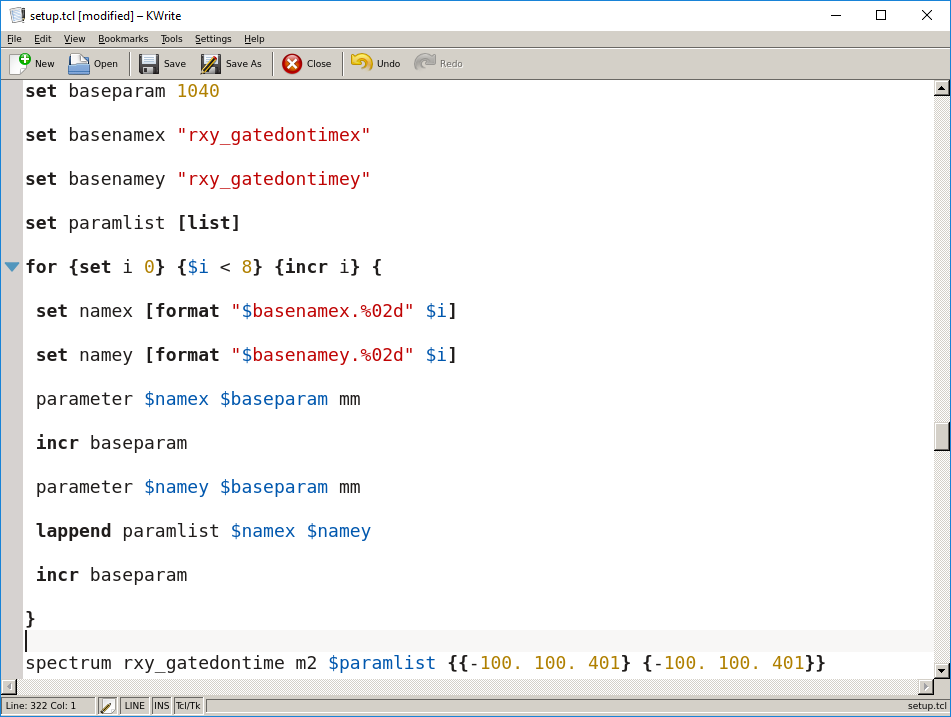 setup.tcl [modified] – KWrite
File Edit View Bookmarks Tools Settings Help
New Open Save Save As Close Undo Redo
set baseparam 1040
set basenamex "rxy_gatedontimex"
set basenamey "rxy_gatedontimey"
set paramlist [list]
for {set i 0} {$i < 8} {incr i} {
set namex [format "$basenamex.%02d" $i]
set namey [format "$basenamey.%02d" $i]
parameter $namex $baseparam mm
incr baseparam
parameter $namey $baseparam mm
lappend paramlist $namex $namey
incr baseparam
}
spectrum rxy_gatedontime m2 $paramlist {{-100. 100. 401} {-100. 100. 401}}
Line: 322 Col: 1 LINE INS Tcl/Tk setup.tcl